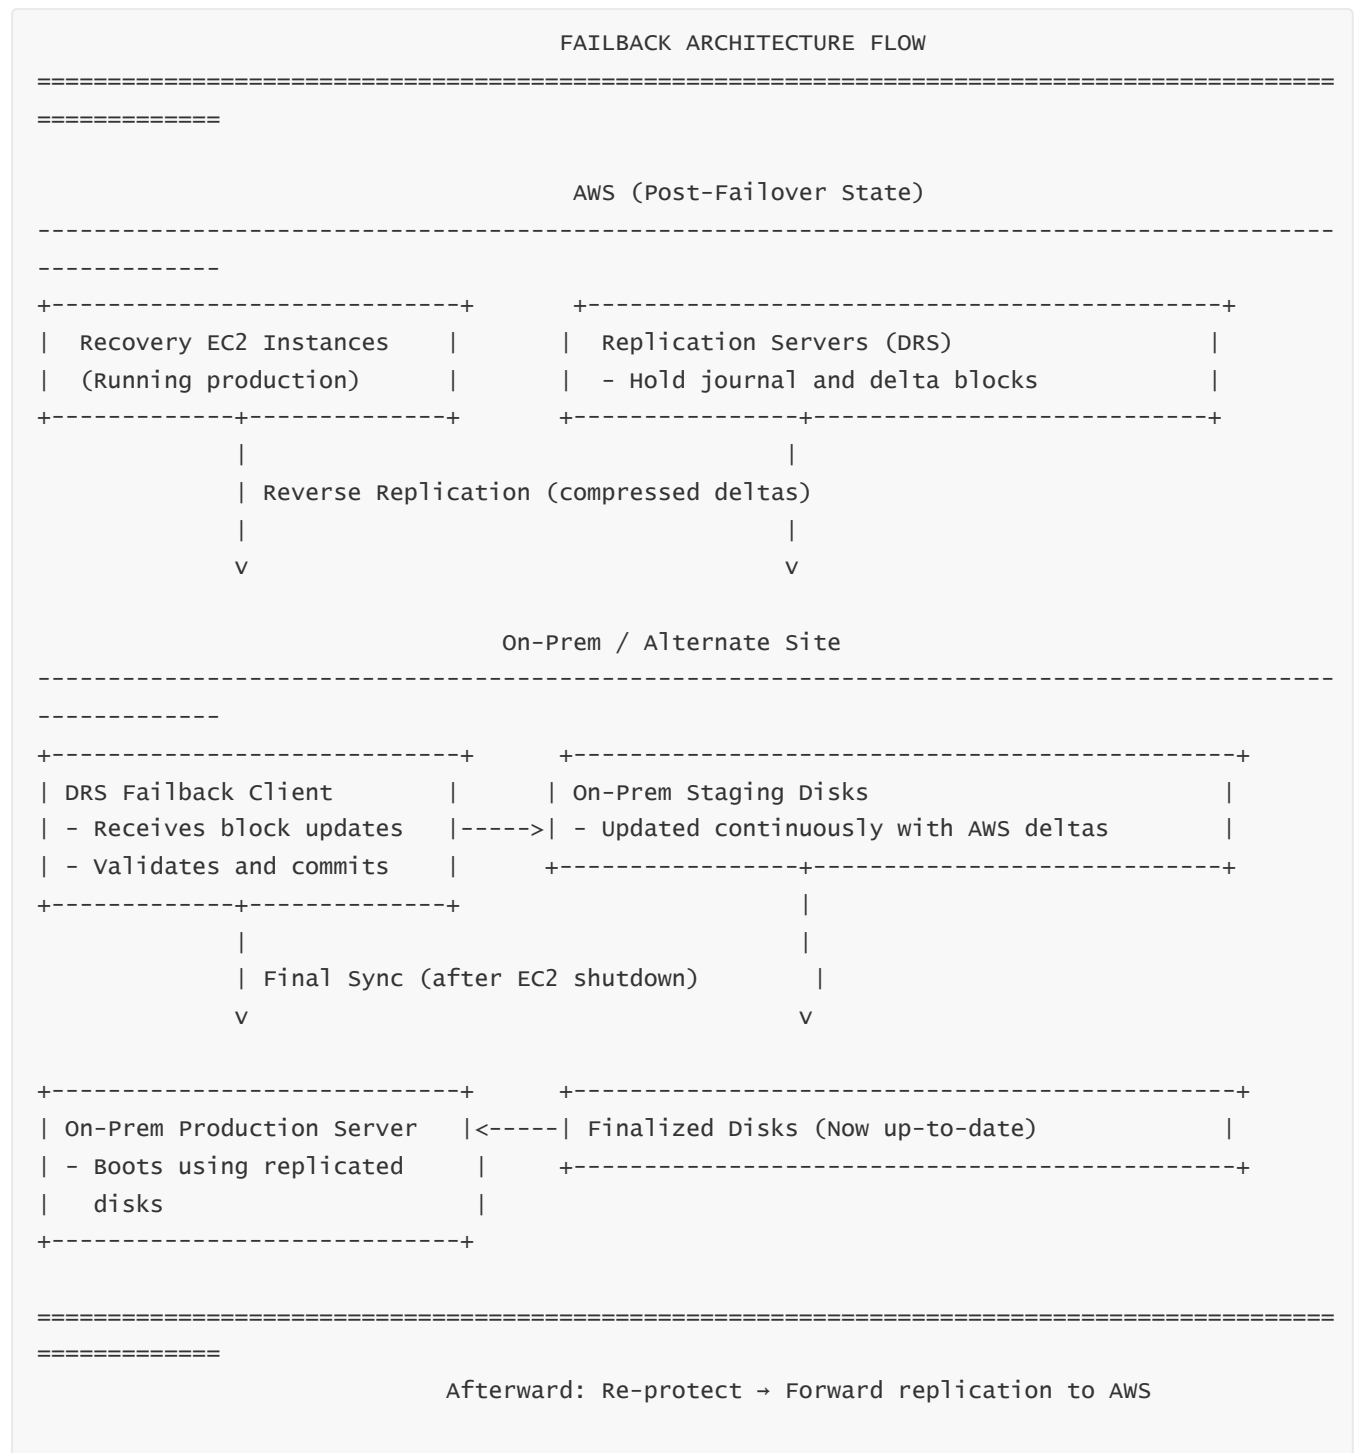 FAILBACK ARCHITECTURE FLOW
============================================================================================
=============
AWS (Post-Failover State)
--------------------------------------------------------------------------------------------
-------------
+-----------------------------+        +---------------------------------------------+
|  Recovery EC2 Instances    |       |  Replication Servers (DRS)                  |
|  (Running production)      |       |  - Hold journal and delta blocks            |
+-------------+--------------+       +----------------+----------------------------+
              |                                       |
              | Reverse Replication (compressed deltas)
              |                                       |
              v                                       v
On-Prem / Alternate Site
--------------------------------------------------------------------------------------------
-------------
+-----------------------------+      +-----------------------------------------------+
| DRS Failback Client        |      | On-Prem Staging Disks                          |
| - Receives block updates   |----->| - Updated continuously with AWS deltas        |
| - Validates and commits    |      +-----------------+-----------------------------+
+-------------+--------------+                        |
              |                                       |
              | Final Sync (after EC2 shutdown)        |
              v                                       v
+-----------------------------+      +-----------------------------------------------+
| On-Prem Production Server   |<-----| Finalized Disks (Now up-to-date)             |
| - Boots using replicated     |     +-----------------------------------------------+
|   disks                      |
+-----------------------------+
============================================================================================
=============
Afterward: Re-protect → Forward replication to AWS